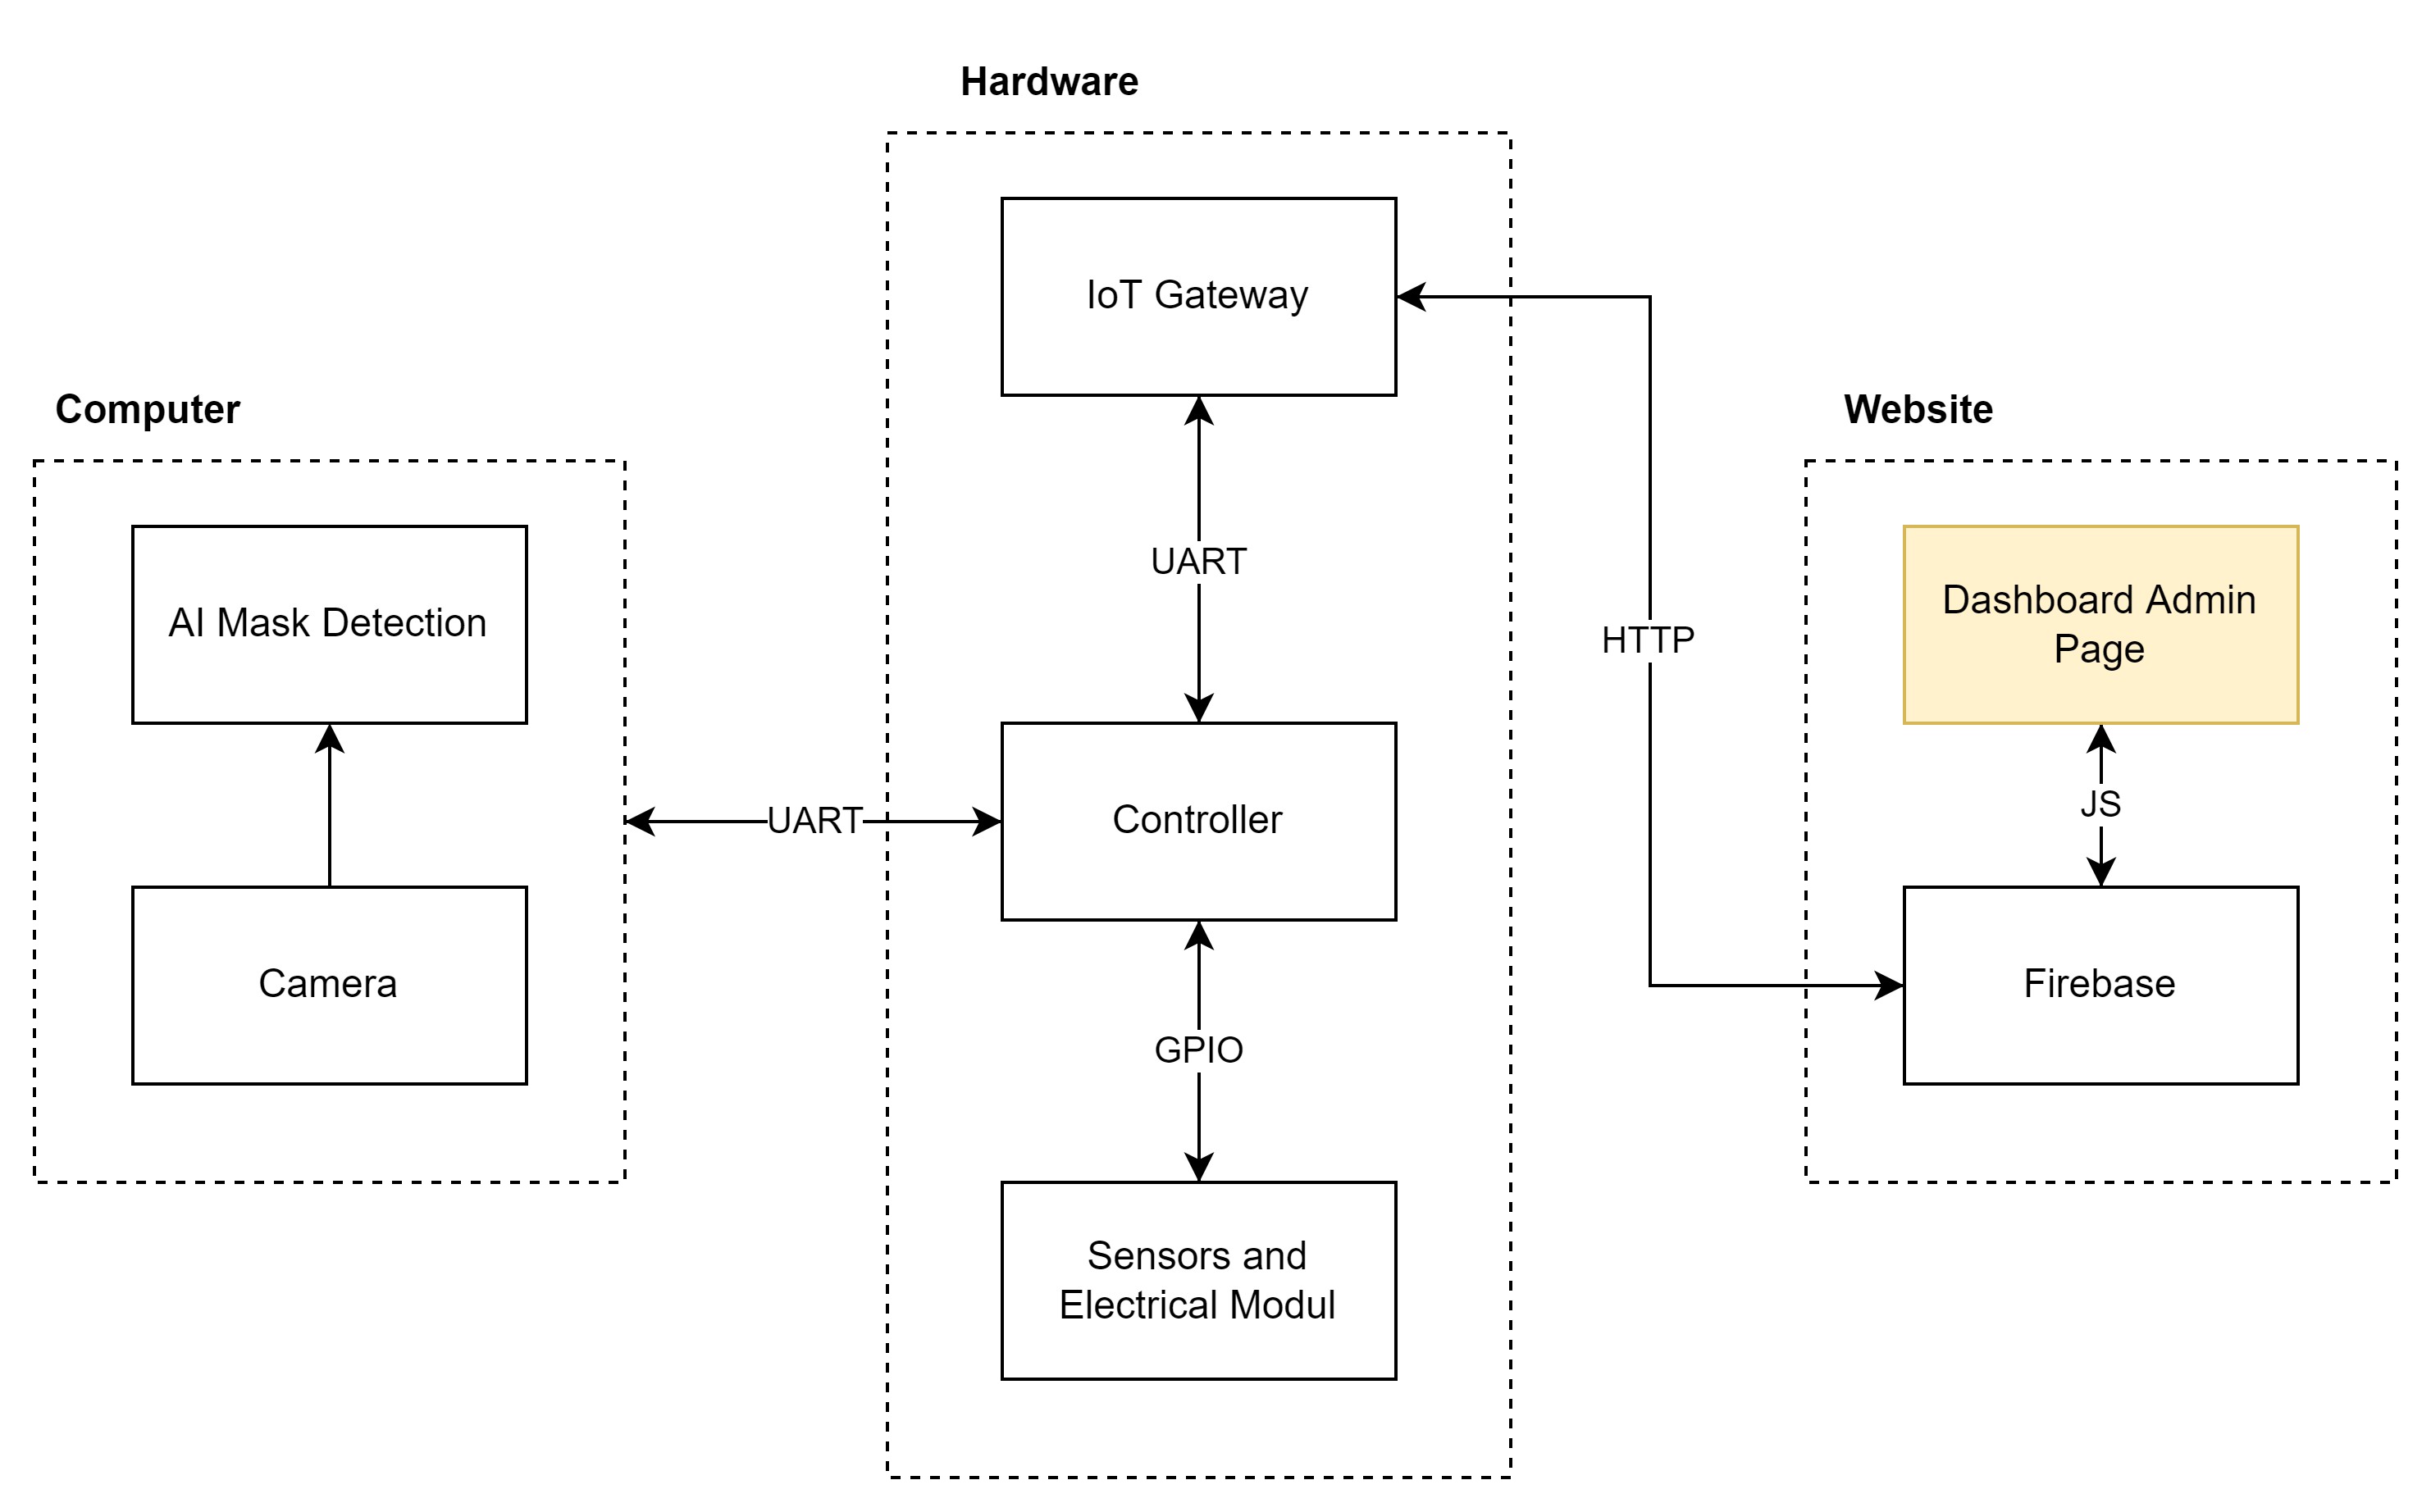 Hardware
IoT Gateway
Computer
Website
UART
AI Mask Detection
Dashboard Admin
Page
HTTP
JS
UART
Controller
Camera
Firebase
GPIO
Sensors and
Electrical Modul